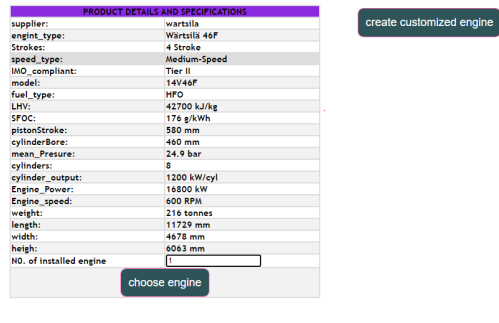 PRODUCT DETAILS AND SPECIFICATIONS
supplier: wartsila
engint_type: Wärtsilä 46F
Strokes: 4 Stroke
speed_type: Medium-Speed
IMO_compliant: Tier II
model: 14V46F
fuel_type: HFO
LHV: 42700 kJ/kg
SFOC: 176 g/kWh
pistonStroke: 580 mm
cylinderBore: 460 mm
mean_Presure: 24.9 bar
cylinders: 8
cylinder_output: 1200 kW/cyl
Engine_Power: 16800 kW
Engine_speed: 600 RPM
weight: 216 tonnes
length: 11729 mm
width: 4678 mm
heigh: 6063 mm
NO. of installed engine 1
choose engine
create customized engine